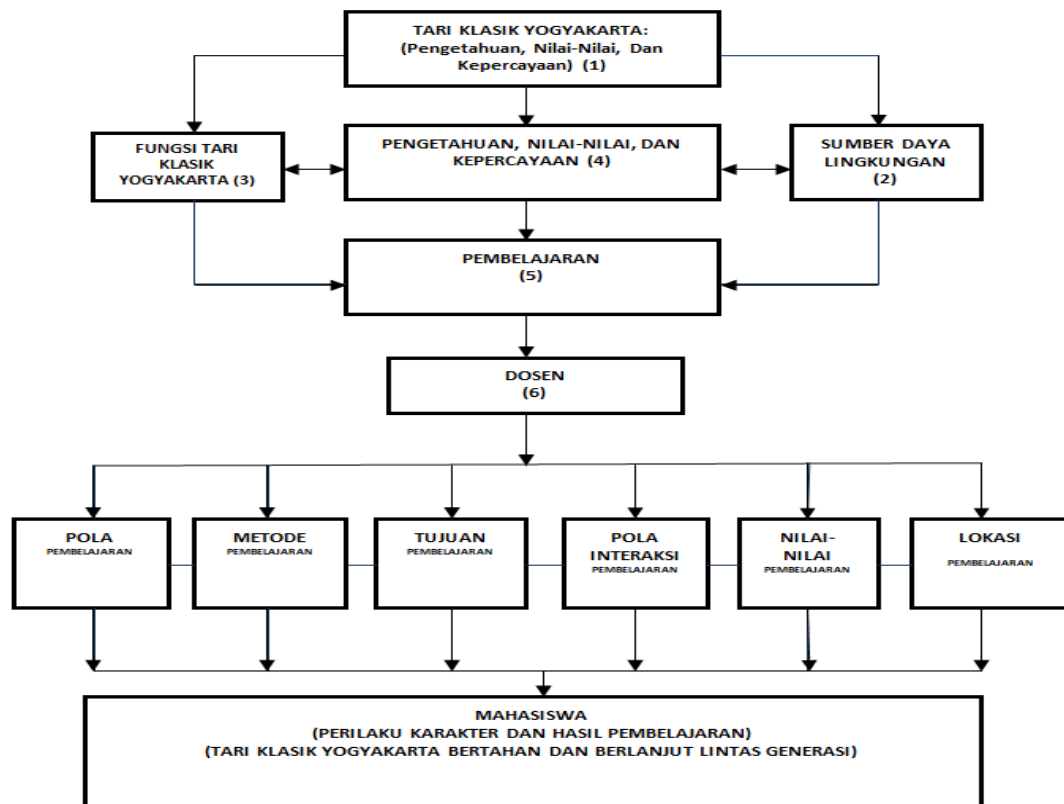 TARI KLASIK YOGYAKARTA:
(Pengetahuan, Nilai-Nilai, Dan
Kepercayaan) (1)
FUNGSI TARI
KLASIK
YOGYAKARTA (3)
PENGETAHUAN, NILAI-NILAI, DAN
KEPERCAYAAN (4)
SUMBER DAYA
LINGKUNGAN
(2)
PEMBELAJARAN
(5)
DOSEN
(6)
POLA
PEMBELAJARAN
METODE
PEMBELAJARAN
TUJUAN
PEMBELAJARAN
POLA
INTERAKSI
PEMBELAJARAN
NILAI-
NILAI
PEMBELAJARAN
LOKASI
PEMBELAJARAN
MAHASISWA
(PERILAKU KARAKTER DAN HASIL PEMBELAJARAN)
(TARI KLASIK YOGYAKARTA BERTAHAN DAN BERLANJUT LINTAS GENERASI)